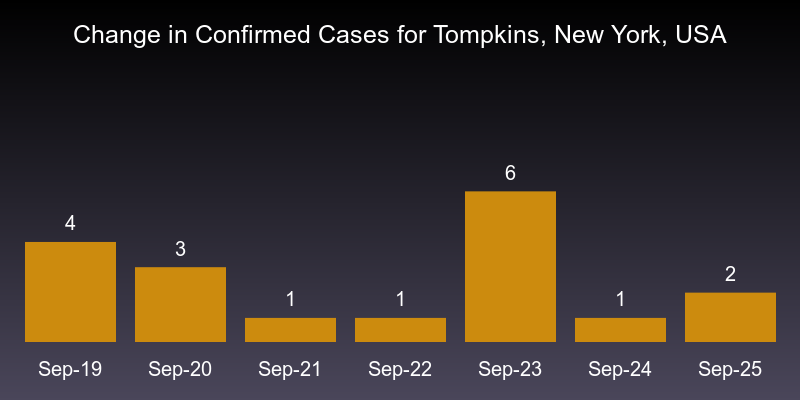 Change in Confirmed Cases for Tompkins, New York, USA
4
3
1
1
6
1
2
Sep-19
Sep-20
Sep-21
Sep-22
Sep-23
Sep-24
Sep-25